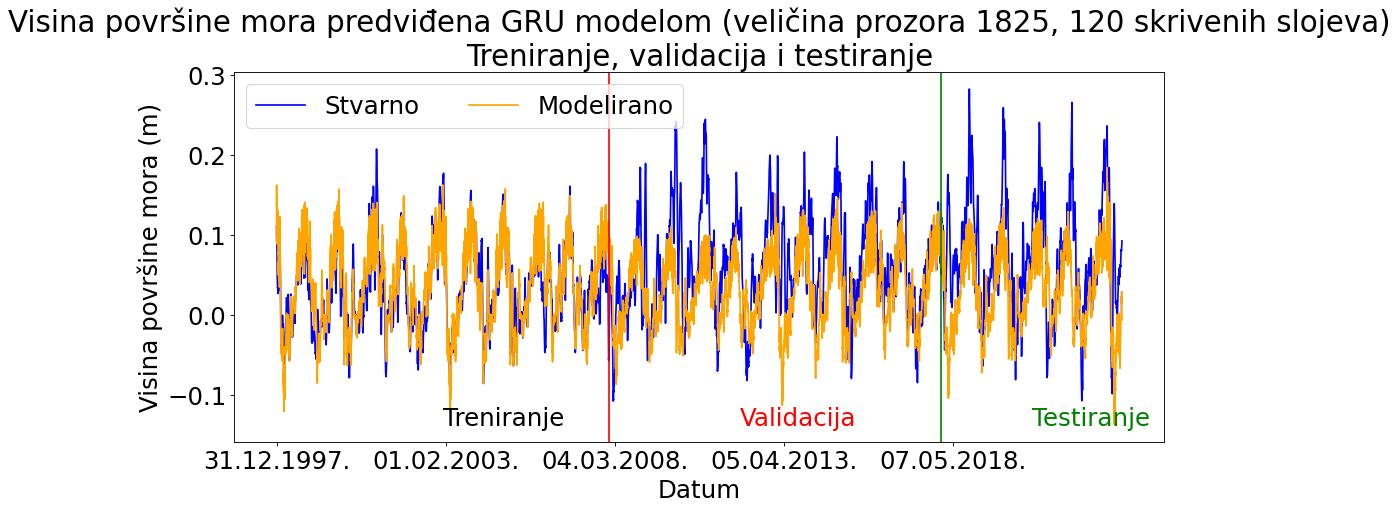 Visina površine mora predviđena GRU modelom (veličina prozora 1825, 120 skrivenih slojeva)
Treniranje, validacija i testiranje
Stvarno
Modelirano
Visina površine mora (m)
0.3
0.2
0.1
0.0
−0.1
Treniranje
Validacija
Testiranje
31.12.1997.
01.02.2003.
04.03.2008.
05.04.2013.
07.05.2018.
Datum